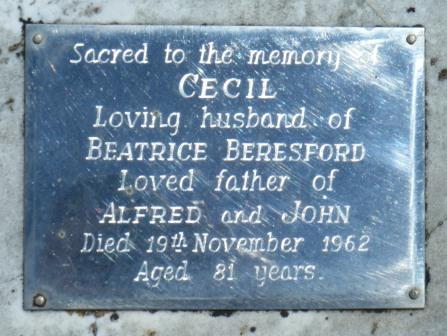 Sacred to the memory of
CECIL
Loving husband of
BEATRICE BERESFORD
Loved father of
ALFRED and JOHN
Died 19th November 1962
Aged 81 years.